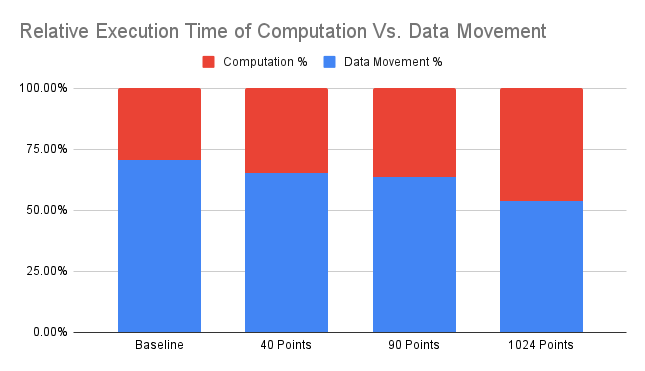 Relative Execution Time of Computation Vs. Data Movement
Computation % Data Movement %
100.00%
75.00%
50.00%
25.00%
0.00%
Baseline 40 Points 90 Points 1024 Points